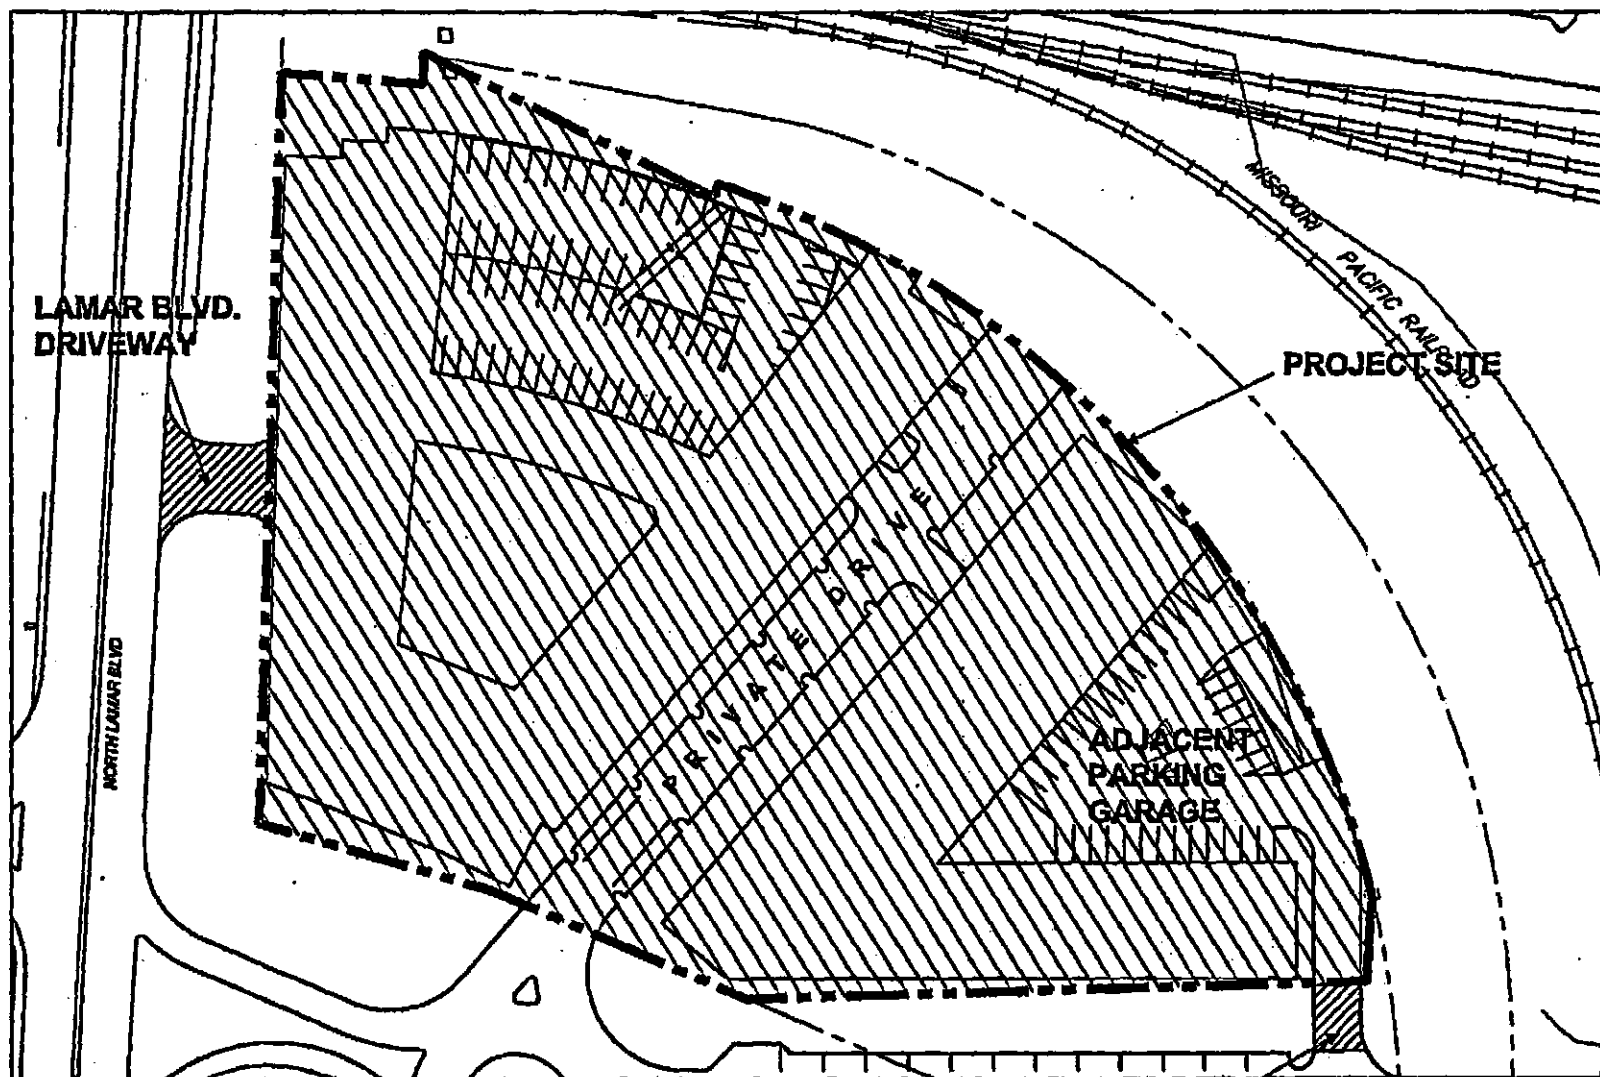 MISSOURI PACIFIC RAILROAD
LAMAR BLVD.
DRIVEWAY
PROJECT SITE
PRIVATE DRIVE
NORTH LAMAR BLVD
ADJACENT
PARKING
GARAGE